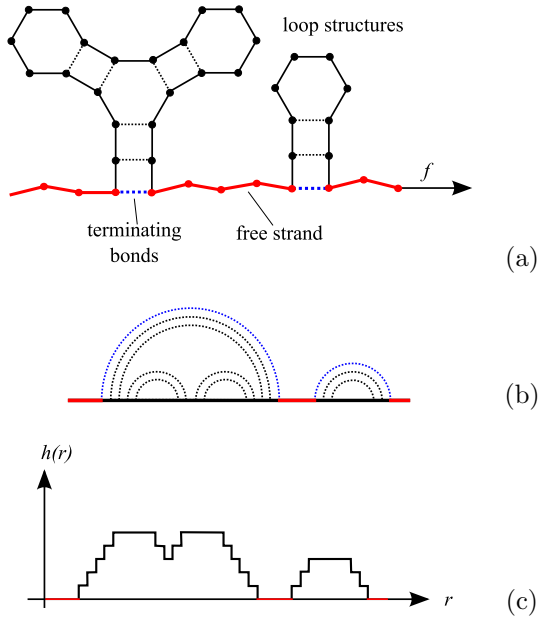 loop structures
f
terminating
bonds
free strand
(a)
(b)
h(r)
r
(c)